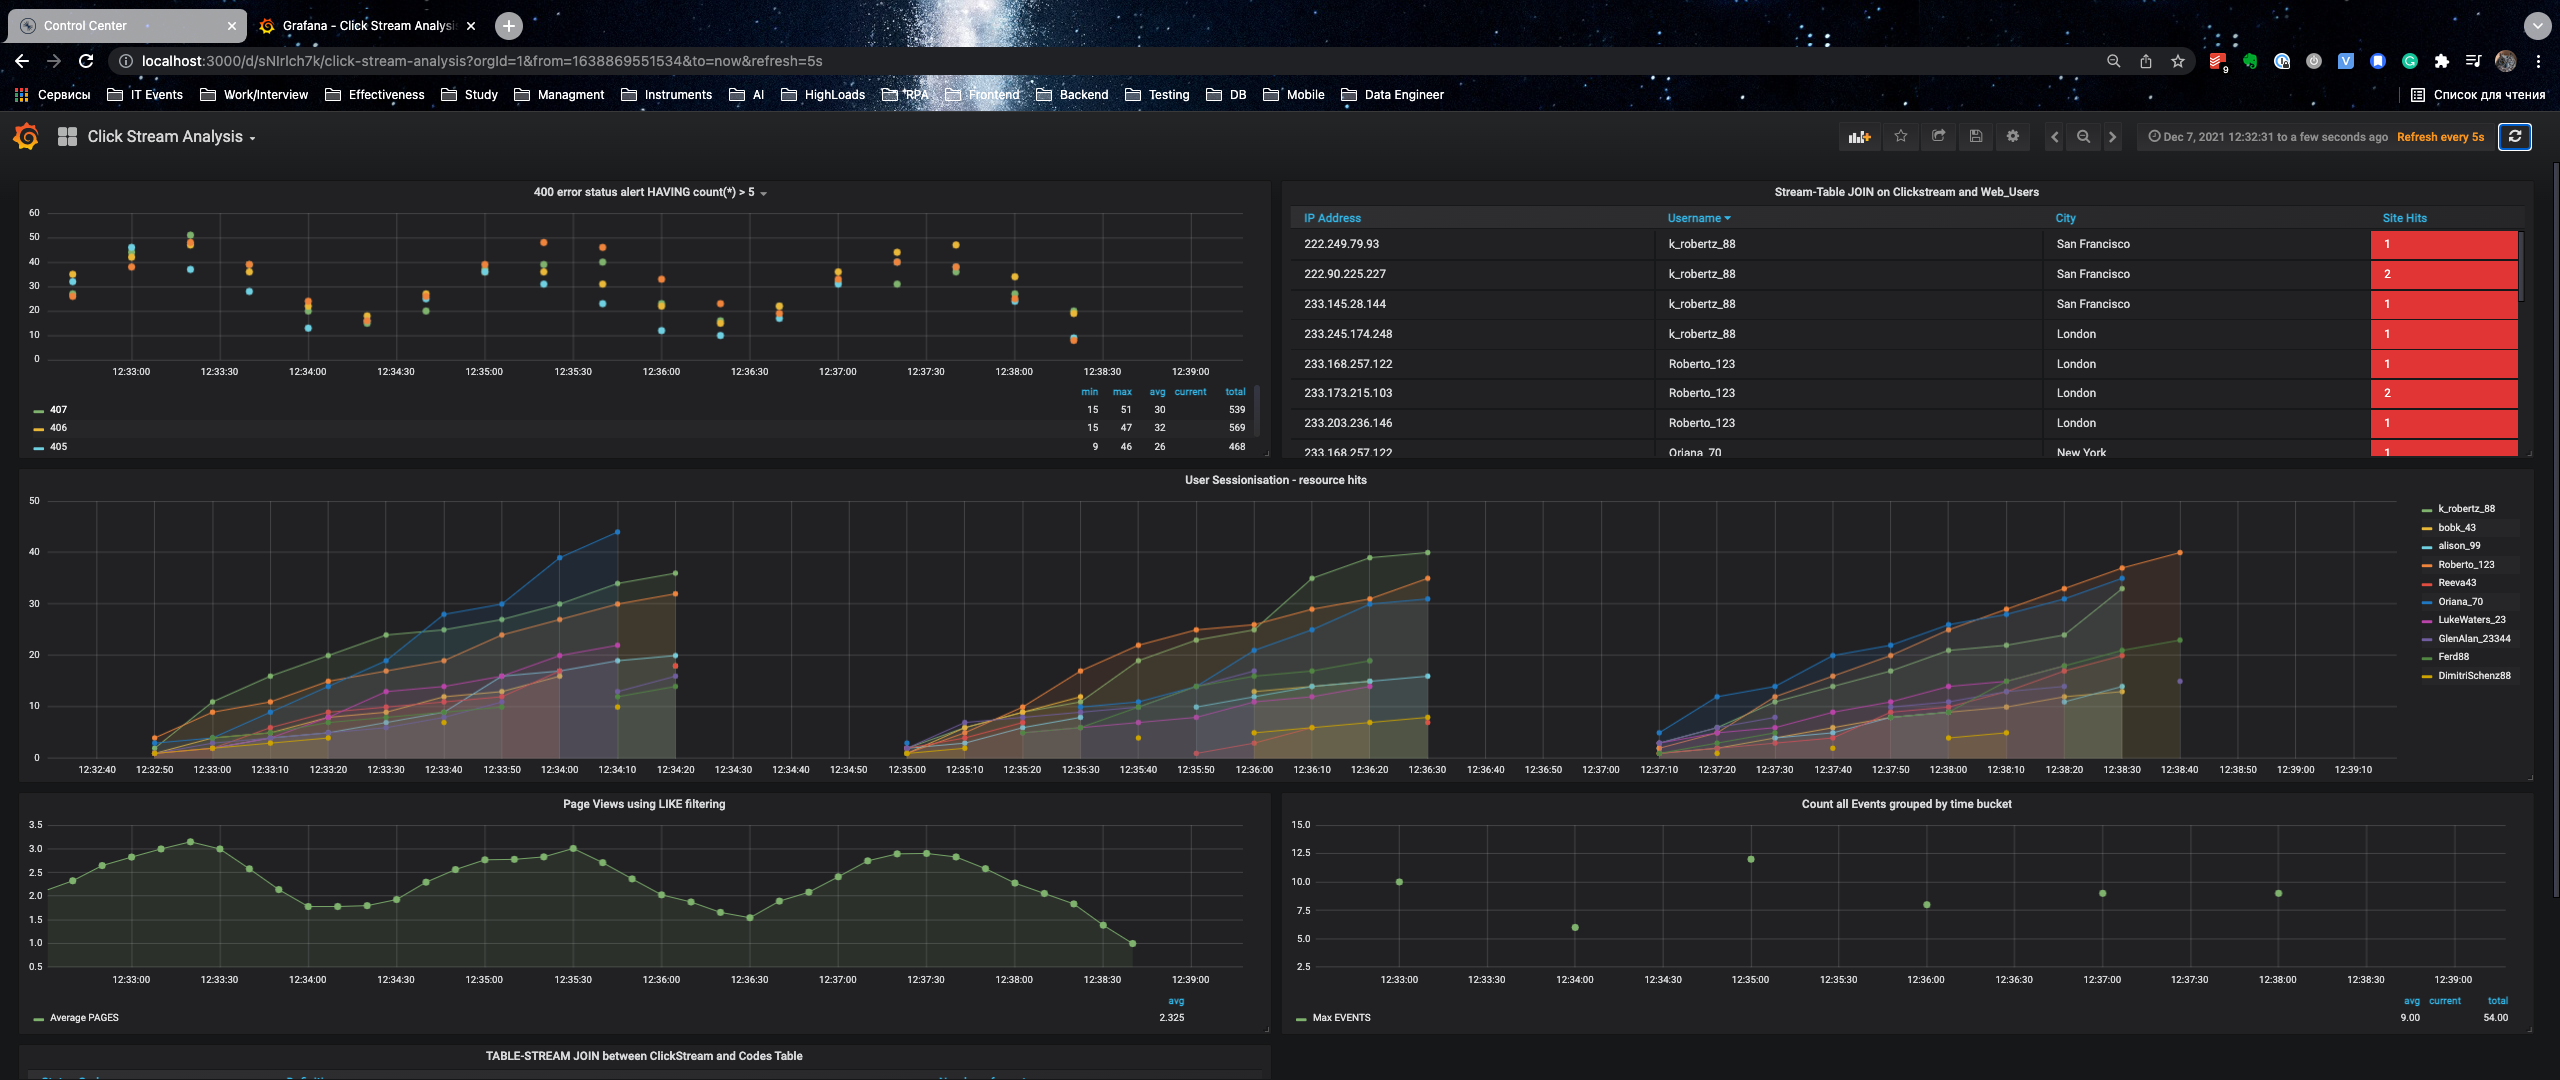 Control Center
Grafana - Click Stream Analysis
localhost:3000/d/sNIrlch7k/click-stream-analysis?orgId=1&from=1638869551534&to=now&refresh=5s
9
Сервисы IT Events Work/Interview Effectiveness Study Managment Instruments AI HighLoads RPA Frontend Backend Testing DB Mobile Data Engineer Список для чтения
Click Stream Analysis
Dec 7, 2021 12:32:31 to a few seconds ago Refresh every 5s
400 error status alert HAVING count(*) > 5
60
50
40
30
20
10
0
12:33:00 12:33:30 12:34:00 12:34:30 12:35:00 12:35:30 12:36:00 12:36:30 12:37:00 12:37:30 12:38:00 12:38:30 12:39:00
min max avg current total
407 15 51 30 539
406 15 47 32 569
405 9 46 26 468
Stream-Table JOIN on Clickstream and Web_Users
IP Address Username City Site Hits
222.249.79.93 k_robertz_88 San Francisco 1
222.90.225.227 k_robertz_88 San Francisco 2
233.145.28.144 k_robertz_88 San Francisco 1
233.245.174.248 k_robertz_88 London 1
233.168.257.122 Roberto_123 London 1
233.173.215.103 Roberto_123 London 2
233.203.236.146 Roberto_123 London 1
233.168.257.122 Oriana_70 New York 1
User Sessionisation - resource hits
50
40
30
20
10
0
12:32:40 12:32:50 12:33:00 12:33:10 12:33:20 12:33:30 12:33:40 12:33:50 12:34:00 12:34:10 12:34:20 12:34:30 12:34:40 12:34:50 12:35:00 12:35:10 12:35:20 12:35:30 12:35:40 12:35:50 12:36:00 12:36:10 12:36:20 12:36:30 12:36:40 12:36:50 12:37:00 12:37:10 12:37:20 12:37:30 12:37:40 12:37:50 12:38:00 12:38:10 12:38:20 12:38:30 12:38:40 12:38:50 12:39:00 12:39:10
k_robertz_88
bobk_43
alison_99
Roberto_123
Reeva43
Oriana_70
LukeWaters_23
GlenAlan_23344
Ferd88
DimitriSchenz88
Page Views using LIKE filtering
3.5
3.0
2.5
2.0
1.5
1.0
0.5
12:33:00 12:33:30 12:34:00 12:34:30 12:35:00 12:35:30 12:36:00 12:36:30 12:37:00 12:37:30 12:38:00 12:38:30 12:39:00
avg
Average PAGES 2.325
Count all Events grouped by time bucket
15.0
12.5
10.0
7.5
5.0
2.5
12:33:00 12:33:30 12:34:00 12:34:30 12:35:00 12:35:30 12:36:00 12:36:30 12:37:00 12:37:30 12:38:00 12:38:30 12:39:00
avg current total
Max EVENTS 9.00 54.00
TABLE-STREAM JOIN between ClickStream and Codes Table